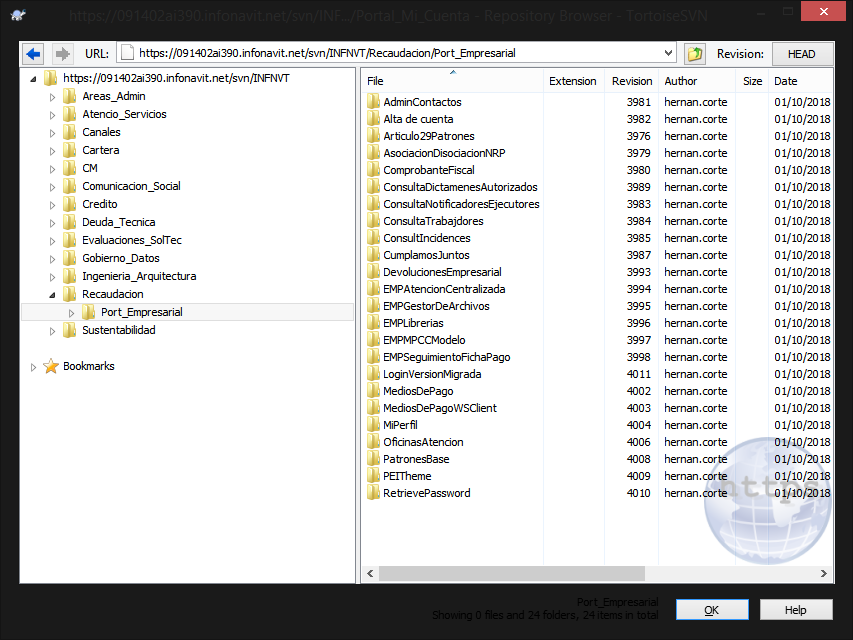 https://091402ai390.infonavit.net/svn/INF.../Portal_Mi_Cuenta - Repository Browser - TortoiseSVN
URL: https://091402ai390.infonavit.net/svn/INFNVT/Recaudacion/Port_Empresarial Revision: HEAD
https://091402ai390.infonavit.net/svn/INFNVT
Areas_Admin
Atencio_Servicios
Canales
Cartera
CM
Comunicacion_Social
Credito
Deuda_Tecnica
Evaluaciones_SolTec
Gobierno_Datos
Ingenieria_Arquitectura
Recaudacion
Port_Empresarial
Sustentabilidad
Bookmarks
File Extension Revision Author Size Date
AdminContactos 3981 hernan.corte 01/10/2018
Alta de cuenta 3982 hernan.corte 01/10/2018
Articulo29Patrones 3976 hernan.corte 01/10/2018
AsociacionDisociacionNRP 3979 hernan.corte 01/10/2018
ComprobanteFiscal 3980 hernan.corte 01/10/2018
ConsultaDictamenesAutorizados 3989 hernan.corte 01/10/2018
ConsultaNotificadoresEjecutores 3983 hernan.corte 01/10/2018
ConsultaTrabajdores 3984 hernan.corte 01/10/2018
ConsultIncidences 3985 hernan.corte 01/10/2018
CumplamosJuntos 3987 hernan.corte 01/10/2018
DevolucionesEmpresarial 3993 hernan.corte 01/10/2018
EMPAtencionCentralizada 3994 hernan.corte 01/10/2018
EMPGestorDeArchivos 3995 hernan.corte 01/10/2018
EMPLibrerias 3996 hernan.corte 01/10/2018
EMPMPCCModelo 3997 hernan.corte 01/10/2018
EMPSeguimientoFichaPago 3998 hernan.corte 01/10/2018
LoginVersionMigrada 4011 hernan.corte 01/10/2018
MediosDePago 4002 hernan.corte 01/10/2018
MediosDePagoWSClient 4003 hernan.corte 01/10/2018
MiPerfil 4004 hernan.corte 01/10/2018
OficinasAtencion 4006 hernan.corte 01/10/2018
PatronesBase 4008 hernan.corte 01/10/2018
PEITheme 4009 hernan.corte 01/10/2018
RetrievePassword 4010 hernan.corte 01/10/2018
https
Port_Empresarial
Showing 0 files and 24 folders, 24 items in total
OK Help